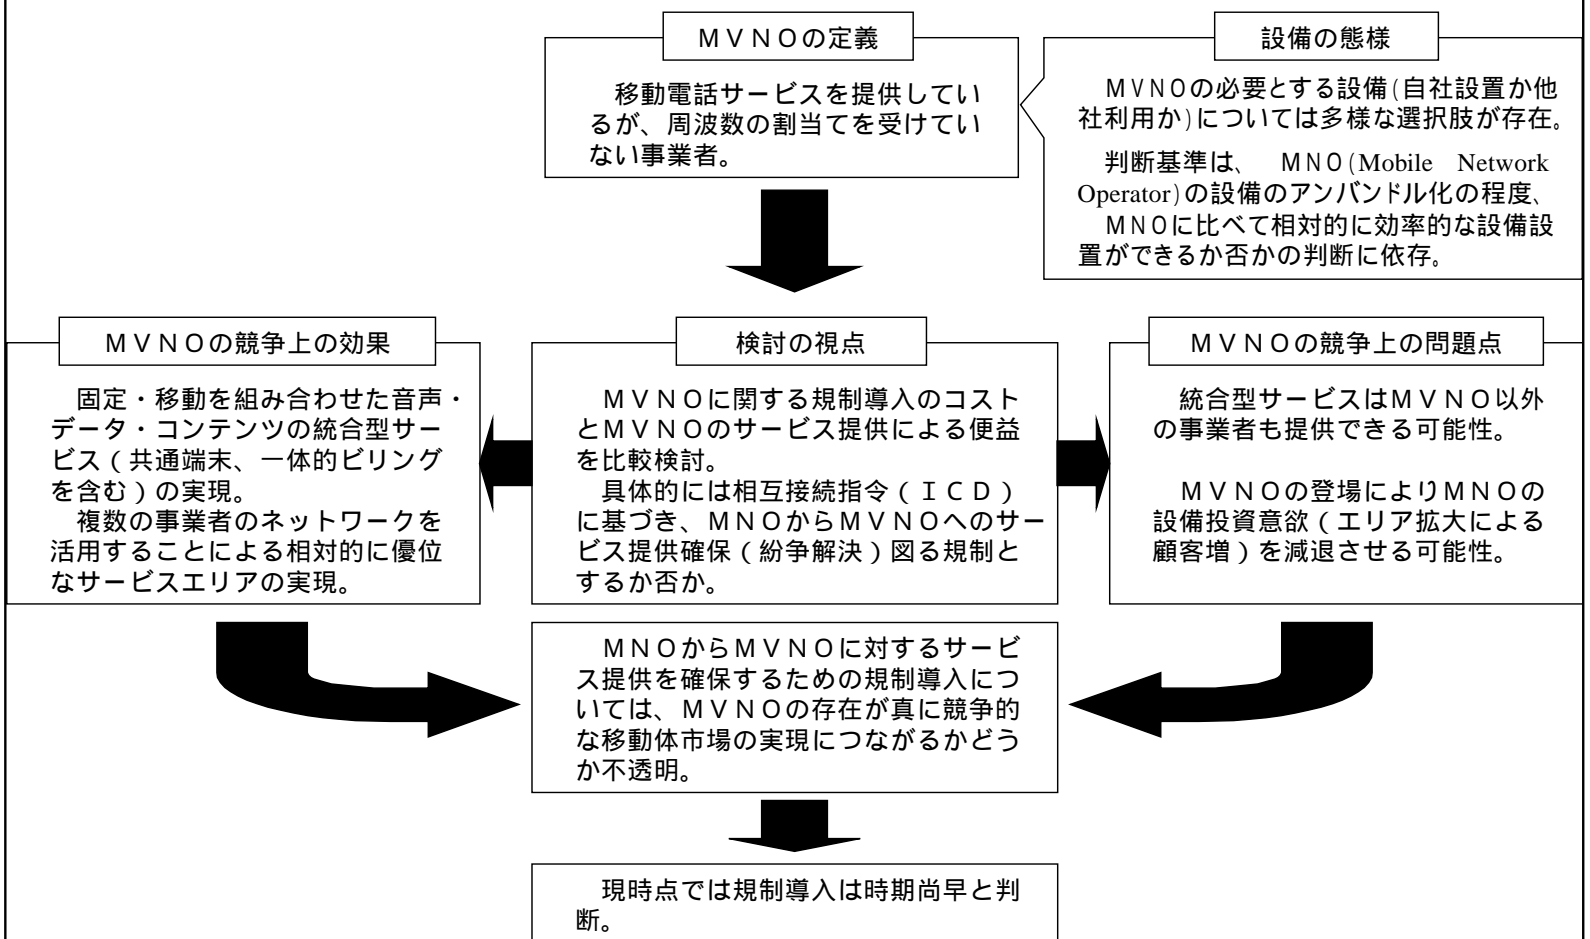 MVNOの定義
移動電話サービスを提供してい
るが、周波数の割当てを受けてい
ない事業者。
設備の態様
MVNOの必要とする設備(自社設置か他
社利用か)については多様な選択肢が存在。
判断基準は、 MNO(Mobile Network
Operator)の設備のアンバンドル化の程度、
MNOに比べて相対的に効率的な設備設
置ができるか否かの判断に依存。
MVNOの競争上の効果
固定・移動を組み合わせた音声・
データ・コンテンツの統合型サー
ビス(共通端末、一体的ビリング
を含む)の実現。
複数の事業者のネットワークを
活用することによる相対的に優位
なサービスエリアの実現。
検討の視点
MVNOに関する規制導入のコスト
とMVNOのサービス提供による便益
を比較検討。
具体的には相互接続指令(ICD)
に基づき、MNOからMVNOへのサー
ビス提供確保(紛争解決)図る規制と
するか否か。
MVNOの競争上の問題点
統合型サービスはMVNO以外
の事業者も提供できる可能性。
MVNOの登場によりMNOの
設備投資意欲(エリア拡大による
顧客増)を減退させる可能性。
MNOからMVNOに対するサービ
ス提供を確保するための規制導入につ
いては、MVNOの存在が真に競争的
な移動体市場の実現につながるかどう
か不透明。
現時点では規制導入は時期尚早と判
断。